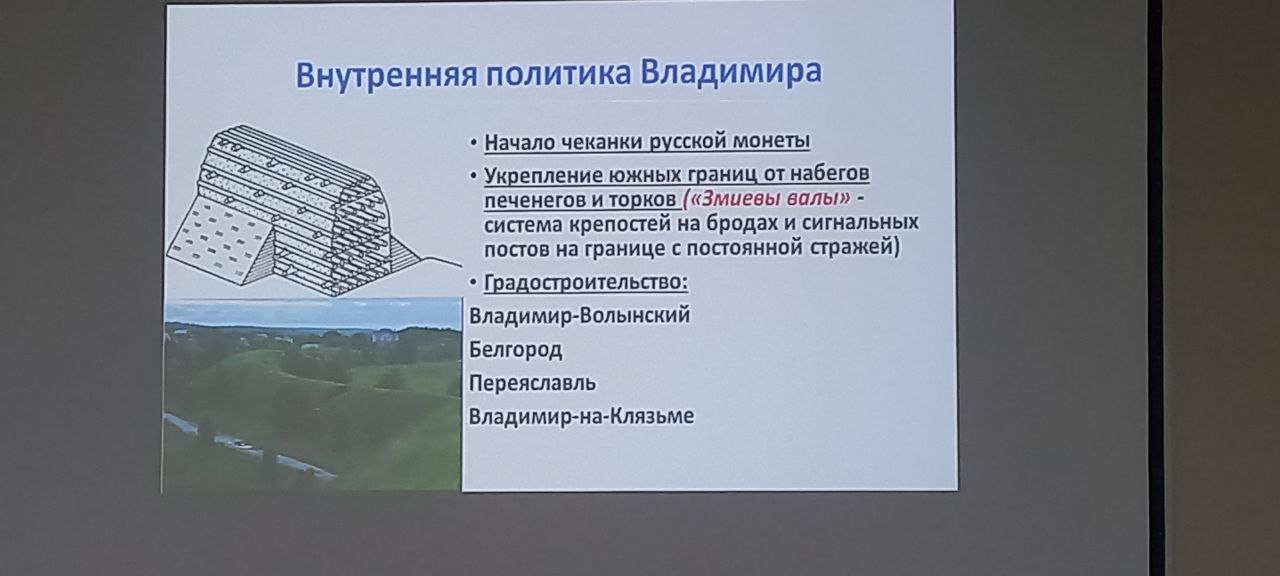 Внутренняя политика Владимира
• Начало чеканки русской монеты
• Укрепление южных границ от набегов
печенегов и торков («Змиевы валы» -
система крепостей на бродах и сигнальных
постов на границе с постоянной стражей)
• Градостроительство:
Владимир-Волынский
Белгород
Переяславль
Владимир-на-Клязьме